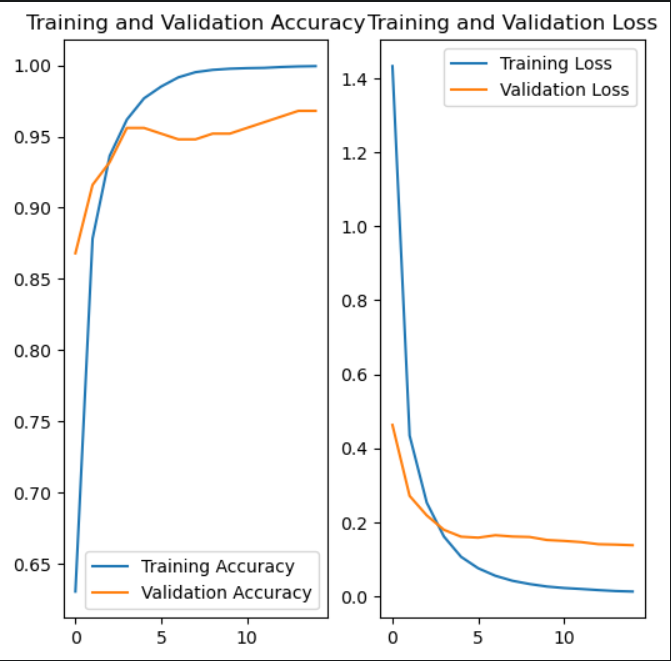 Training and Validation Accuracy
1.00
0.95
0.90
0.85
0.80
0.75
0.70
0.65
Training Accuracy
Validation Accuracy
0 5 10
Training and Validation Loss
Training Loss
Validation Loss
1.4
1.2
1.0
0.8
0.6
0.4
0.2
0.0
0 5 10